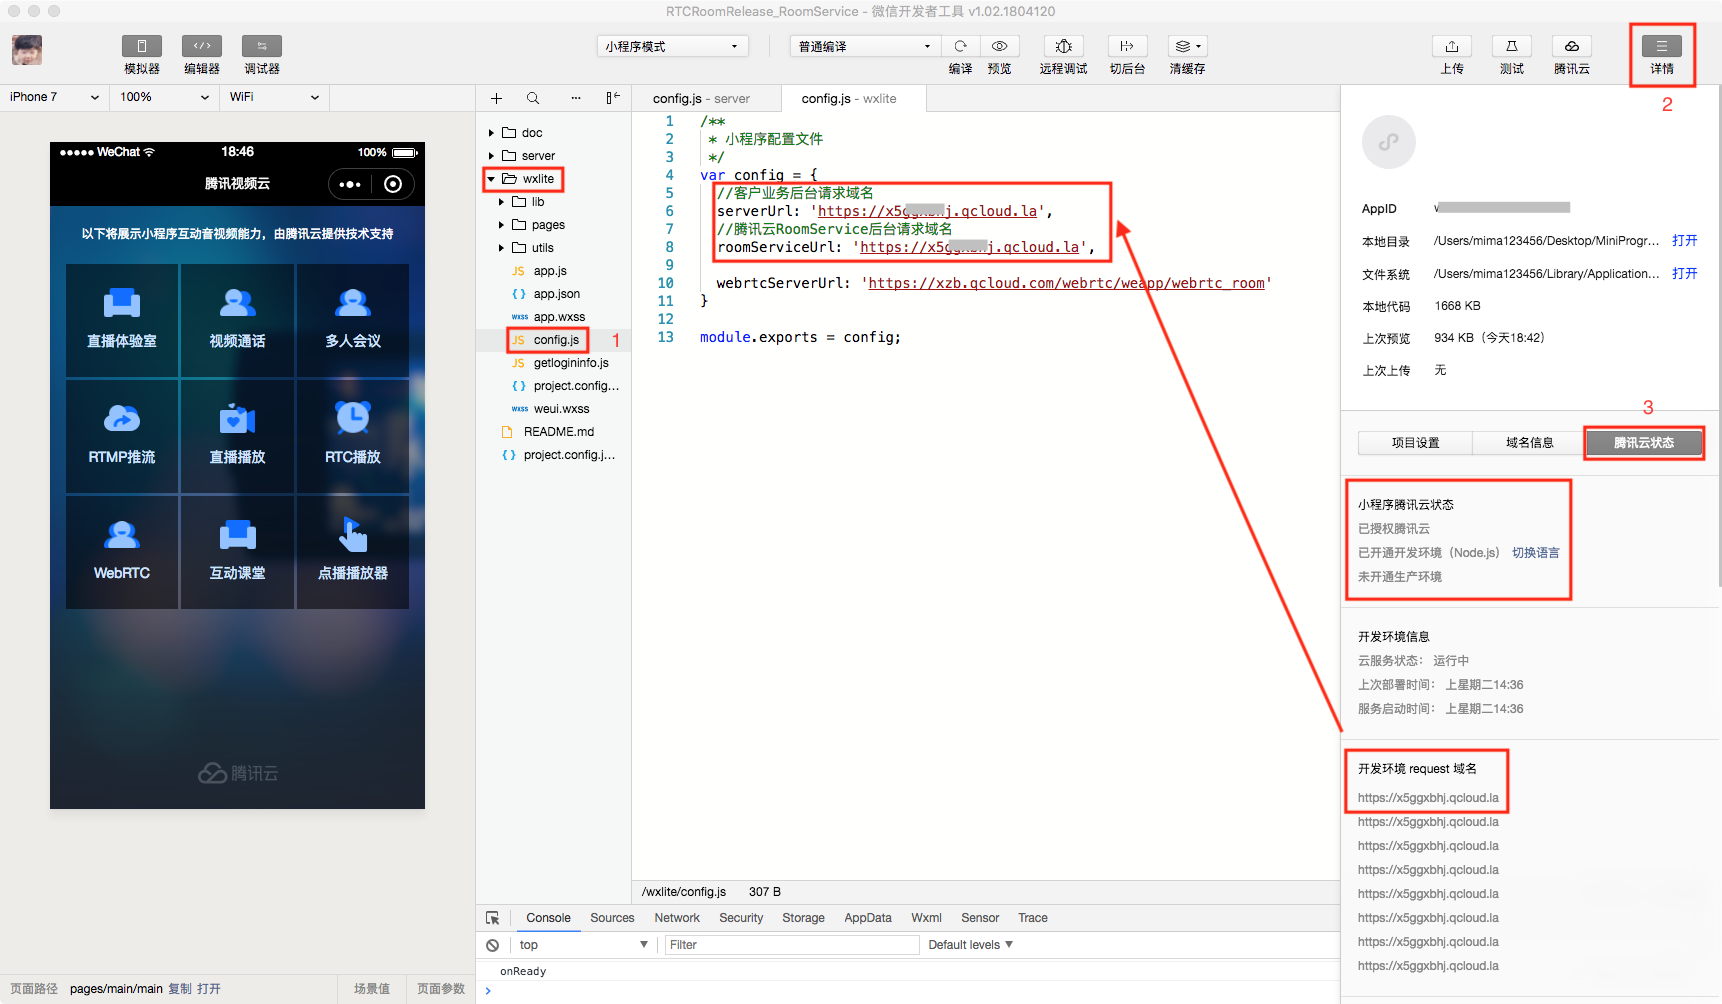 RTCRoomRelease_RoomService - 微信开发者工具 v1.02.1804120
模拟器
编辑器
调试器
小程序模式
普通编译
编译
预览
远程调试
切后台
清缓存
上传
测试
腾讯云
详情
2
iPhone 7
100%
WiFi
WeChat
18:46
100%
腾讯视频云
以下将展示小程序互动音视频能力，由腾讯云提供技术支持
直播体验室
视频通话
多人会议
RTMP推流
直播播放
RTC播放
WebRTC
互动课堂
点播播放器
腾讯云
页面路径
pages/main/main
复制
打开
场景值
页面参数
doc
server
wxlite
lib
pages
utils
JS app.js
{ } app.json
wxss app.wxss
JS config.js
1
JS getlogininfo.js
{ } project.config...
wxss weui.wxss
README.md
{ } project.config.j...
config.js - server
config.js - wxlite
1 /**
2 * 小程序配置文件
3 */
4 var config = {
5 //客户业务后台请求域名
6 serverUrl: 'https://x5ggxbhj.qcloud.la',
7 //腾讯云RoomService后台请求域名
8 roomServiceUrl: 'https://x5ggxbhj.qcloud.la',
9
10 webrtcServerUrl: 'https://xzb.qcloud.com/webrtc/weapp/webrtc_room'
11 }
12
13 module.exports = config;
/wxlite/config.js 307 B
Console
Sources
Network
Security
Storage
AppData
Wxml
Sensor
Trace
top
Filter
Default levels
onReady
AppID
本地目录 /Users/mima123456/Desktop/MiniProgr... 打开
文件系统 /Users/mima123456/Library/Application... 打开
本地代码 1668 KB
上次预览 934 KB（今天18:42）
上次上传 无
3
项目设置
域名信息
腾讯云状态
小程序腾讯云状态
已授权腾讯云
已开通开发环境（Node.js） 切换语言
未开通生产环境
开发环境信息
云服务状态： 运行中
上次部署时间： 上星期二14:36
服务启动时间： 上星期二14:36
开发环境 request 域名
https://x5ggxbhj.qcloud.la
https://x5ggxbhj.qcloud.la
https://x5ggxbhj.qcloud.la
https://x5ggxbhj.qcloud.la
https://x5ggxbhj.qcloud.la
https://x5ggxbhj.qcloud.la
https://x5ggxbhj.qcloud.la
https://x5ggxbhj.qcloud.la